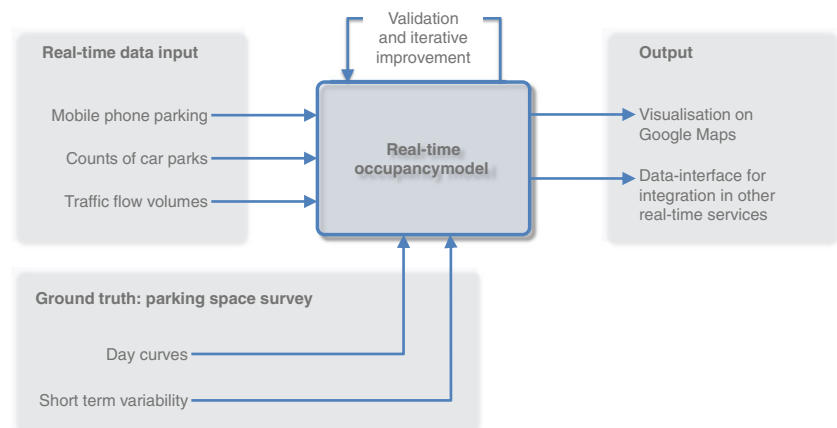 Validation
and iterative
improvement
Real-time data input
Mobile phone parking
Counts of car parks
Traffic flow volumes
Real-time
occupancymodel
Output
Visualisation on
Google Maps
Data-interface for
integration in other
real-time services
Ground truth: parking space survey
Day curves
Short term variability